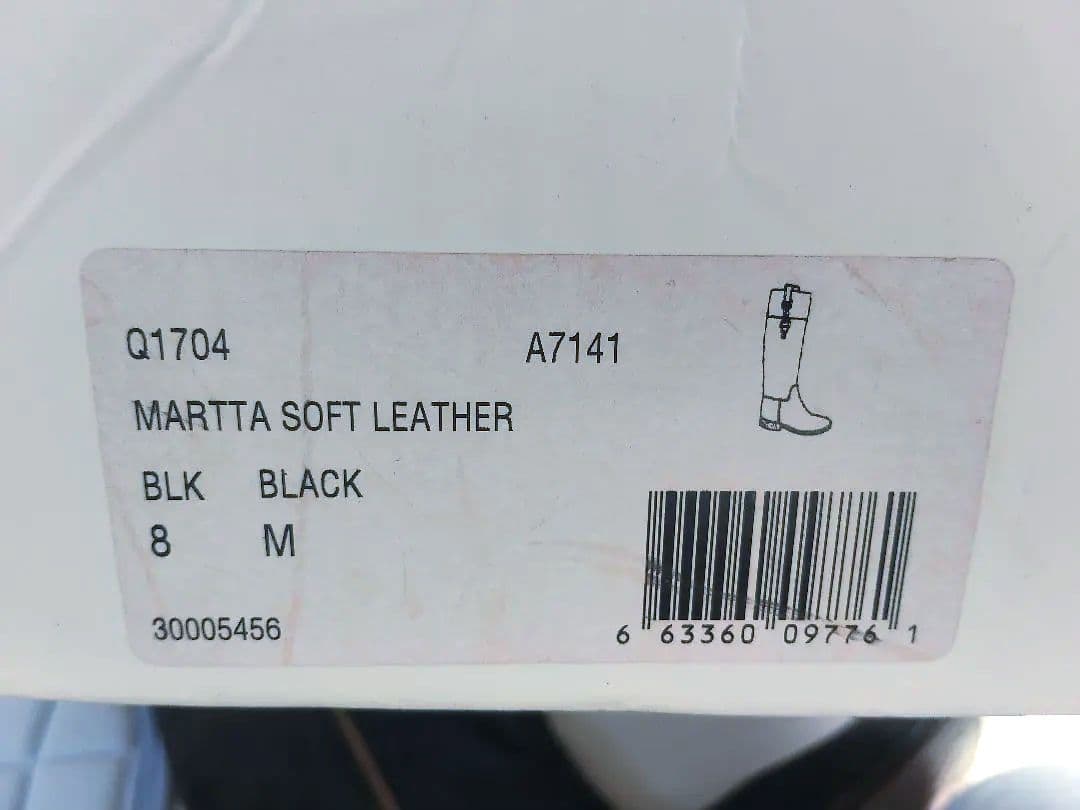 Q1704 A7141
MARTTA SOFT LEATHER
BLK BLACK
8 M
30005456
6 63360 09776 1